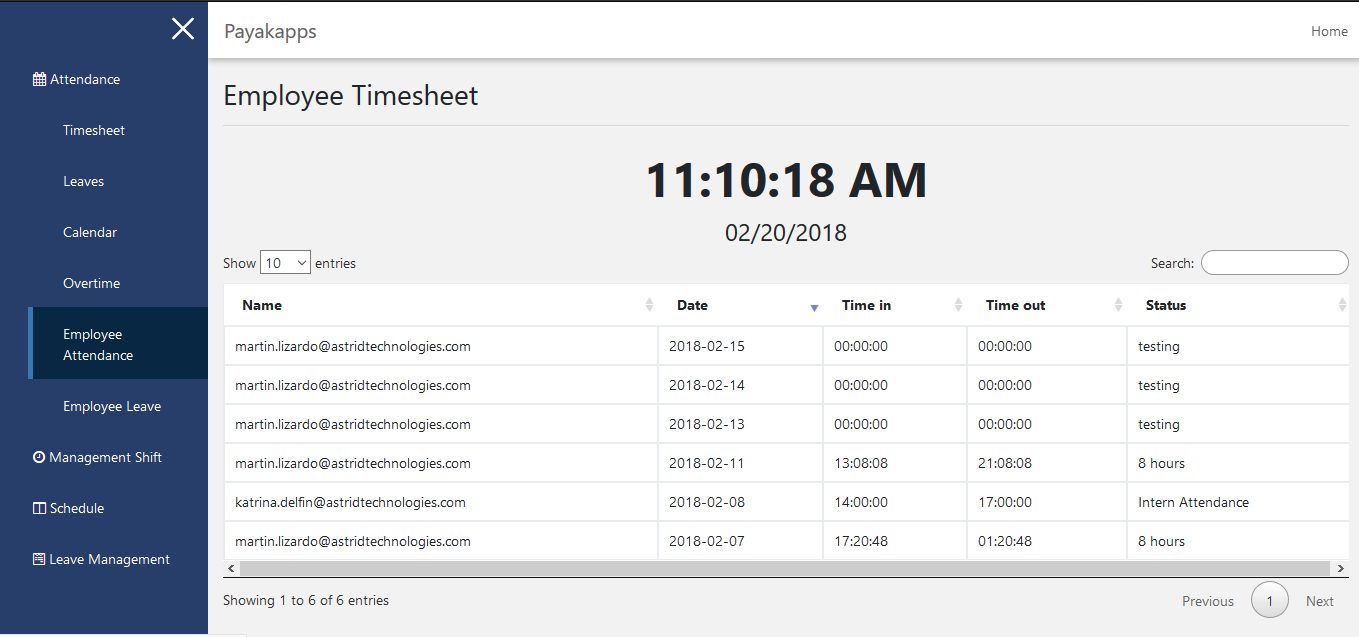 Payakapps
Home
Attendance
Timesheet
Leaves
Calendar
Overtime
Employee
Attendance
Employee Leave
Management Shift
Schedule
Leave Management
Employee Timesheet
11:10:18 AM
02/20/2018
Show 10 entries
Search:
Name Date Time in Time out Status
martin.lizardo@astridtechnologies.com 2018-02-15 00:00:00 00:00:00 testing
martin.lizardo@astridtechnologies.com 2018-02-14 00:00:00 00:00:00 testing
martin.lizardo@astridtechnologies.com 2018-02-13 00:00:00 00:00:00 testing
martin.lizardo@astridtechnologies.com 2018-02-11 13:08:08 21:08:08 8 hours
katrina.delfin@astridtechnologies.com 2018-02-08 14:00:00 17:00:00 Intern Attendance
martin.lizardo@astridtechnologies.com 2018-02-07 17:20:48 01:20:48 8 hours
Showing 1 to 6 of 6 entries
Previous 1 Next